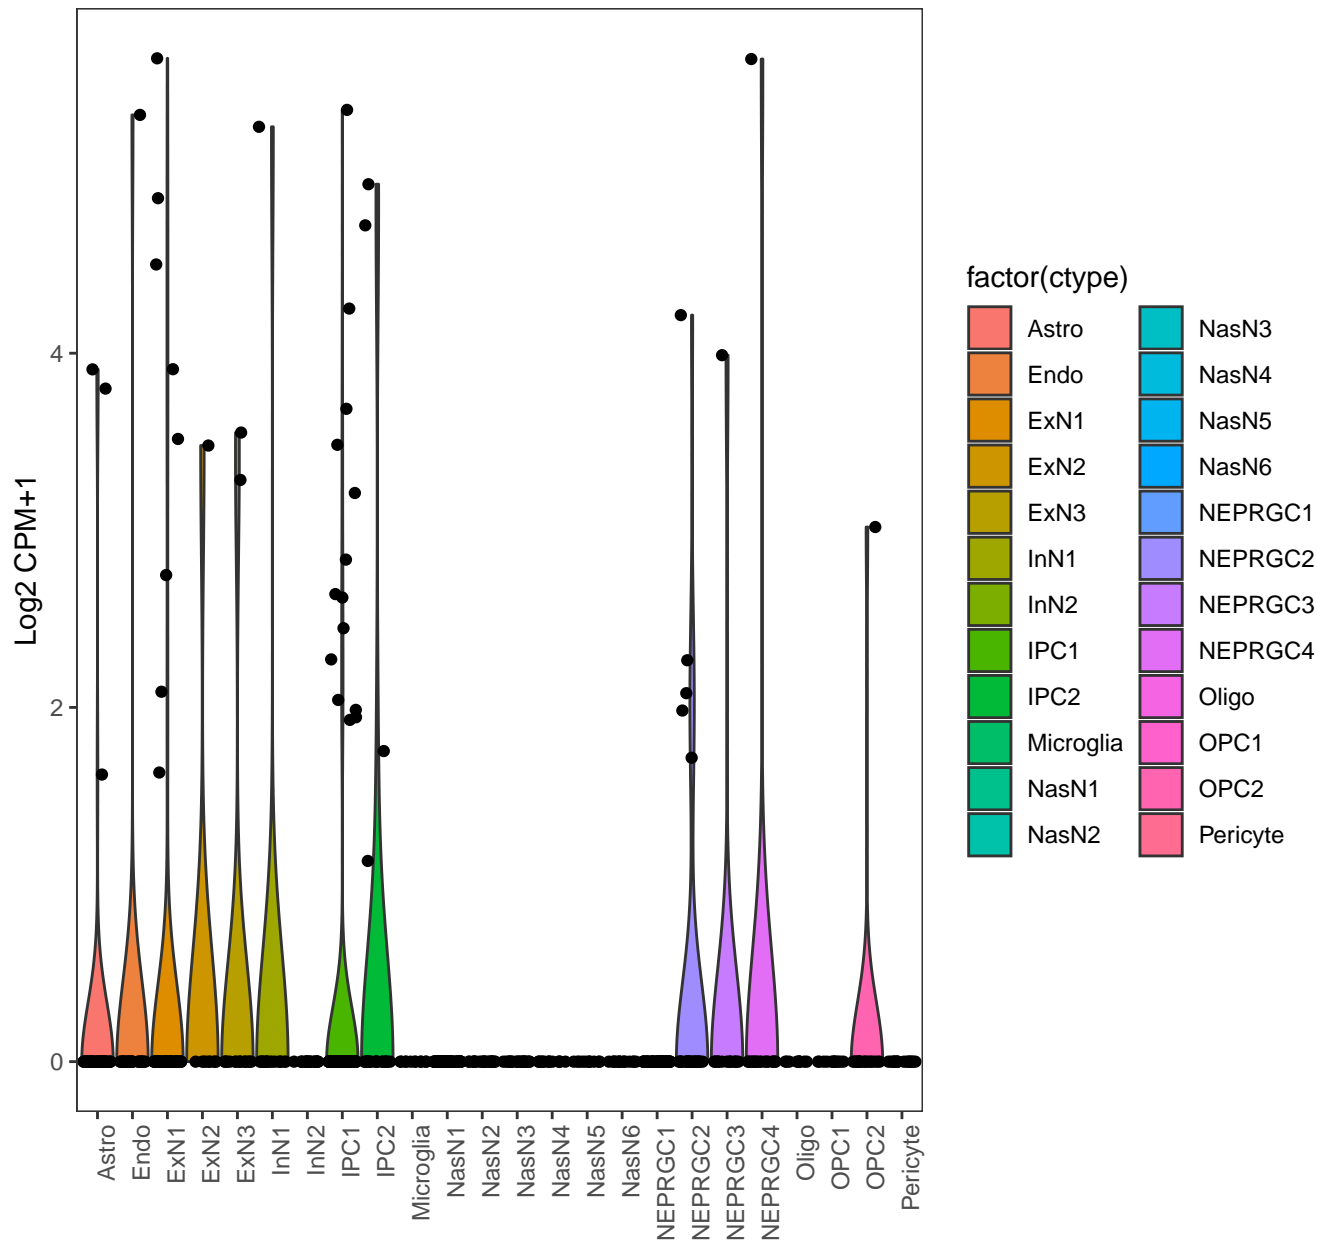 Log2 CPM+1
4
2
0
Astro
Endo
ExN1
ExN2
ExN3
InN1
InN2
IPC1
IPC2
Microglia
NasN1
NasN2
NasN3
NasN4
NasN5
NasN6
NEPRGC1
NEPRGC2
NEPRGC3
NEPRGC4
Oligo
OPC1
OPC2
Pericyte
factor(ctype)
Astro
Endo
ExN1
ExN2
ExN3
InN1
InN2
IPC1
IPC2
Microglia
NasN1
NasN2
NasN3
NasN4
NasN5
NasN6
NEPRGC1
NEPRGC2
NEPRGC3
NEPRGC4
Oligo
OPC1
OPC2
Pericyte